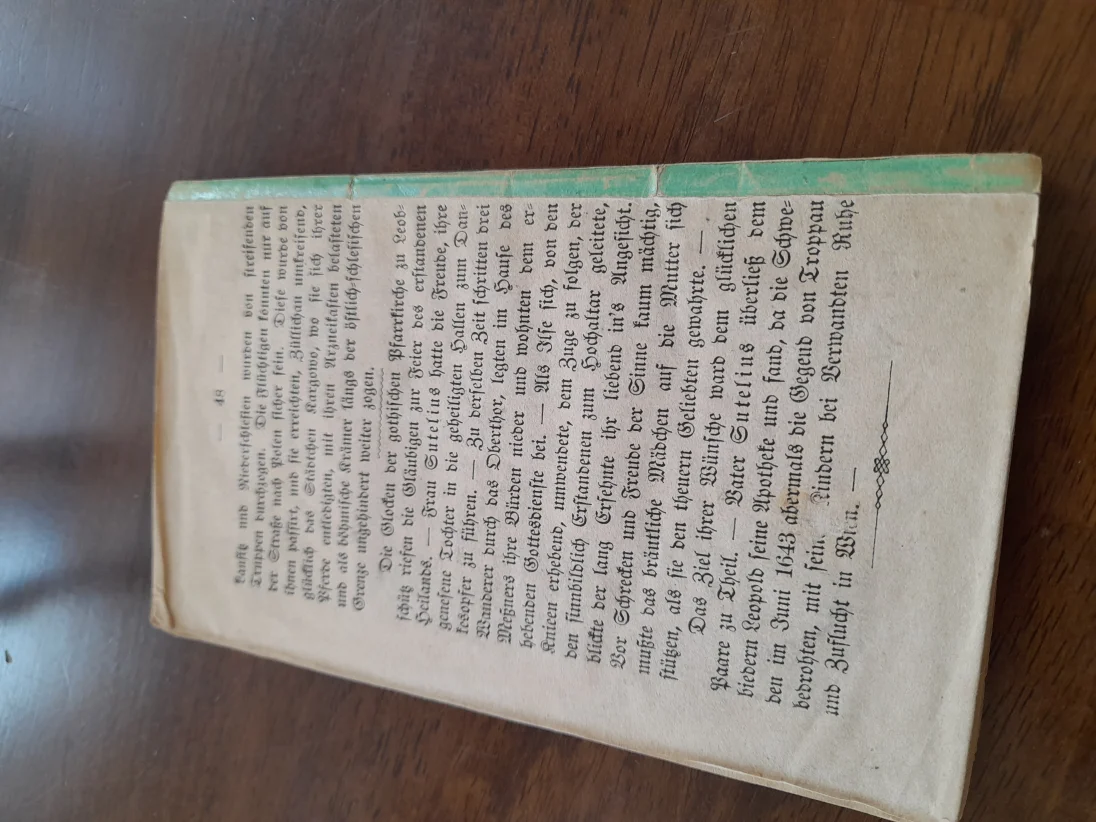 — 48 —
Lausitz und Niederschlesien wurden von streifenden
Truppen durchzogen. Die Flüchtigen konnten nur auf
der Straße nach Polen sicher sein. Diese wurde von
ihnen passirt, und sie erreichten, Züllichau umkreisend,
glücklich das Städtchen Kargowo, wo sie sich ihrer
Pferde entledigten, mit ihren Arzneikasten belasteten
und als böhmische Krämer längs der östlich-schlesischen
Grenze ungehindert weiter zogen.
Die Glocken der gothischen Pfarrkirche zu Leob-
schütz riefen die Gläubigen zur Feier des erstandenen
Heilands. — Frau Sutelius hatte die Freude, ihre
genesene Tochter in die geheiligten Hallen zum Dan-
kesopfer zu führen. — Zu derselben Zeit schritten drei
Wanderer durch das Oberthor, legten im Hause des
Meßners ihre Bürden nieder und wohnten dem er-
hebenden Gottesdienste bei. — Als Ilse sich, von den
Knieen erhebend, umwendete, dem Zuge zu folgen, der
den sinnbildlich Erstandenen zum Hochaltar geleitete,
blickte der lang Ersehnte ihr liebend in's Angesicht.
Vor Schrecken und Freude der Sinne kaum mächtig,
mußte das bräutliche Mädchen auf die Mutter sich
stützen, als sie den theuern Geliebten gewahrte. —
Das Ziel ihrer Wünsche ward dem glücklichen
Paare zu Theil. — Vater Sutelius überließ dem
biedern Leopold seine Apotheke und fand, da die Schwe-
den im Juni 1643 abermals die Gegend von Troppau
bedrohten, mit bei Verwandten Ruhe
und Zuflucht in Wien. —